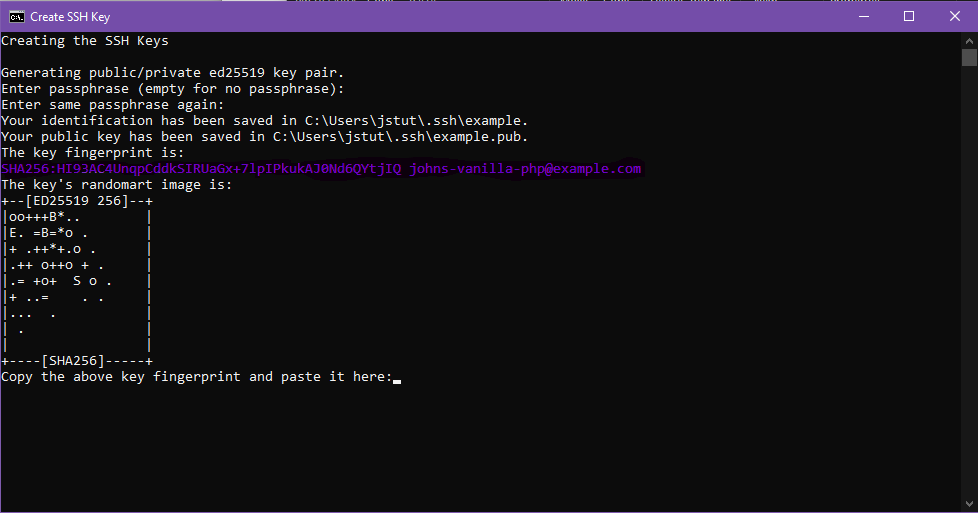 Create SSH Key
Creating the SSH Keys
Generating public/private ed25519 key pair.
Enter passphrase (empty for no passphrase):
Enter same passphrase again:
Your identification has been saved in C:\Users\jstut\.ssh\example.
Your public key has been saved in C:\Users\jstut\.ssh\example.pub.
The key fingerprint is:
SHA256:HI93AC4UnqpCddkSIRUaGx+7lpIPkukAJ0Nd6QYtjIQ johns-vanilla-php@example.com
The key's randomart image is:
+--[ED25519 256]--+
|oo+++B*..        |
|E. =B=*o .       |
|+ .++*+.o .      |
|.++ o++o + .     |
|.= +o+  S o .    |
|+ ..=    . .     |
|...  .           |
| .               |
|                 |
+----[SHA256]-----+
Copy the above key fingerprint and paste it here: